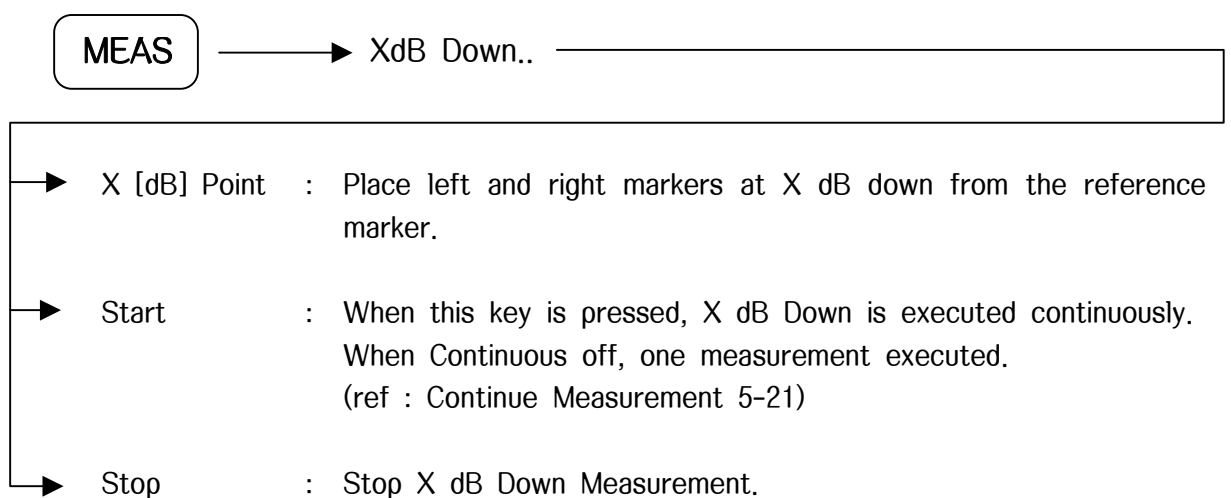 MEAS XdB Down..
X [dB] Point : Place left and right markers at X dB down from the reference
marker.
Start : When this key is pressed, X dB Down is executed continuously.
When Continuous off, one measurement executed.
(ref : Continue Measurement 5-21)
Stop : Stop X dB Down Measurement.